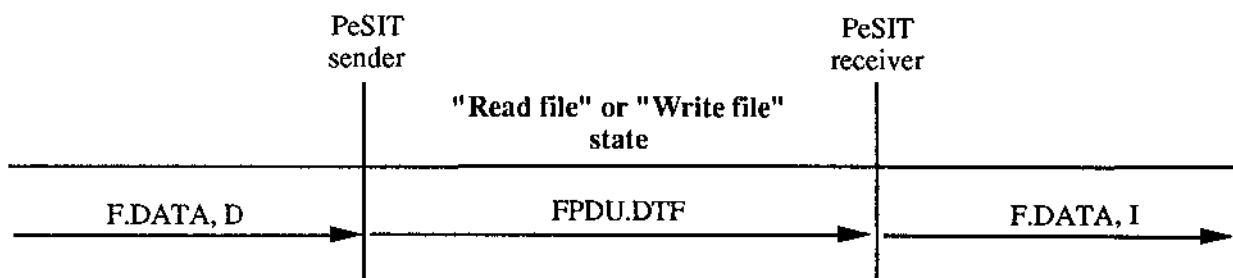 PeSIT
sender
PeSIT
receiver
"Read file" or "Write file"
state
F.DATA, D
FPDU.DTF
F.DATA, I